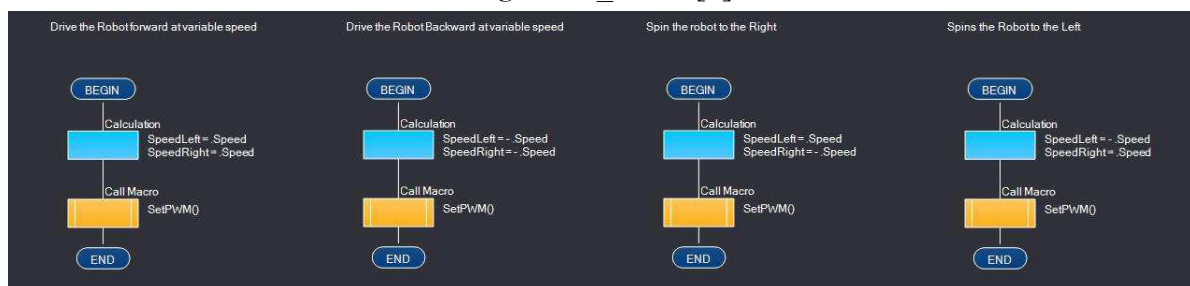 Drive the Robot forward at variable speed
BEGIN
Calculation
SpeedLeft = .Speed
SpeedRight = .Speed
Call Macro
SetPWM()
END
Drive the Robot Backward at variable speed
BEGIN
Calculation
SpeedLeft = - .Speed
SpeedRight = - .Speed
Call Macro
SetPWM()
END
Spin the robot to the Right
BEGIN
Calculation
SpeedLeft = .Speed
SpeedRight = - .Speed
Call Macro
SetPWM()
END
Spins the Robot to the Left
BEGIN
Calculation
SpeedLeft = - .Speed
SpeedRight = .Speed
Call Macro
SetPWM()
END